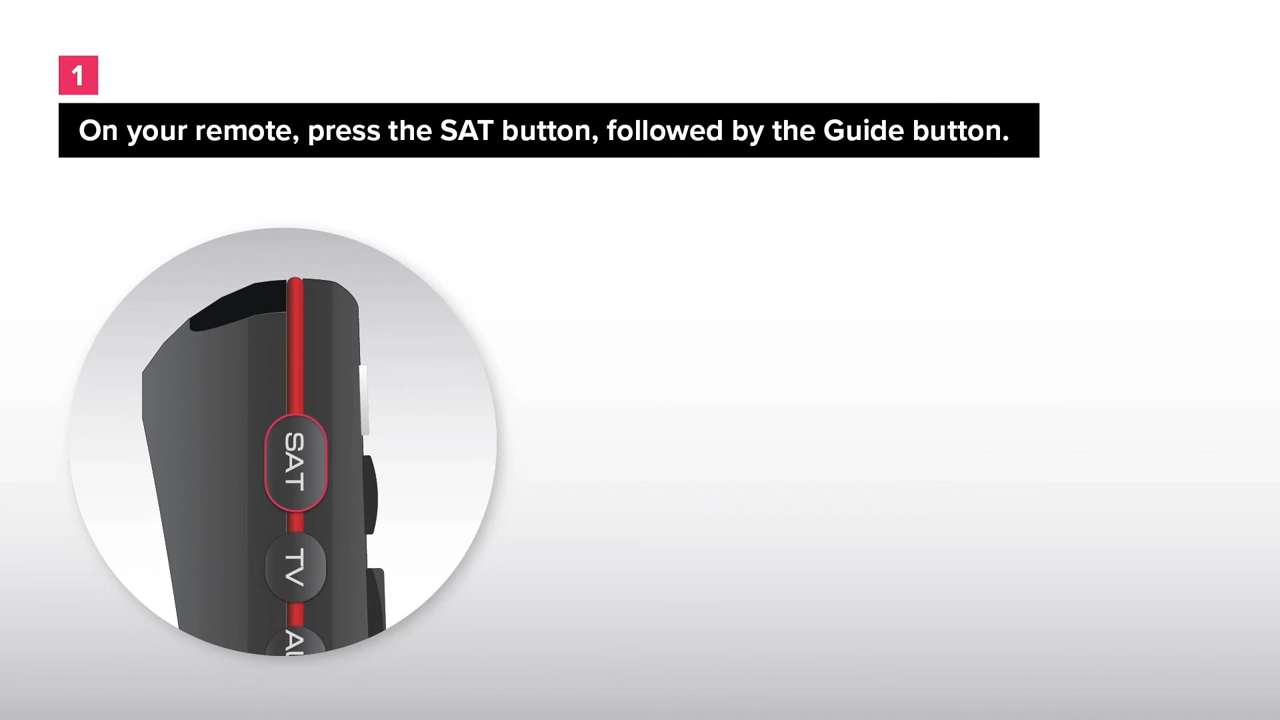 1
On your remote, press the SAT button, followed by the Guide button.
SAT
TV